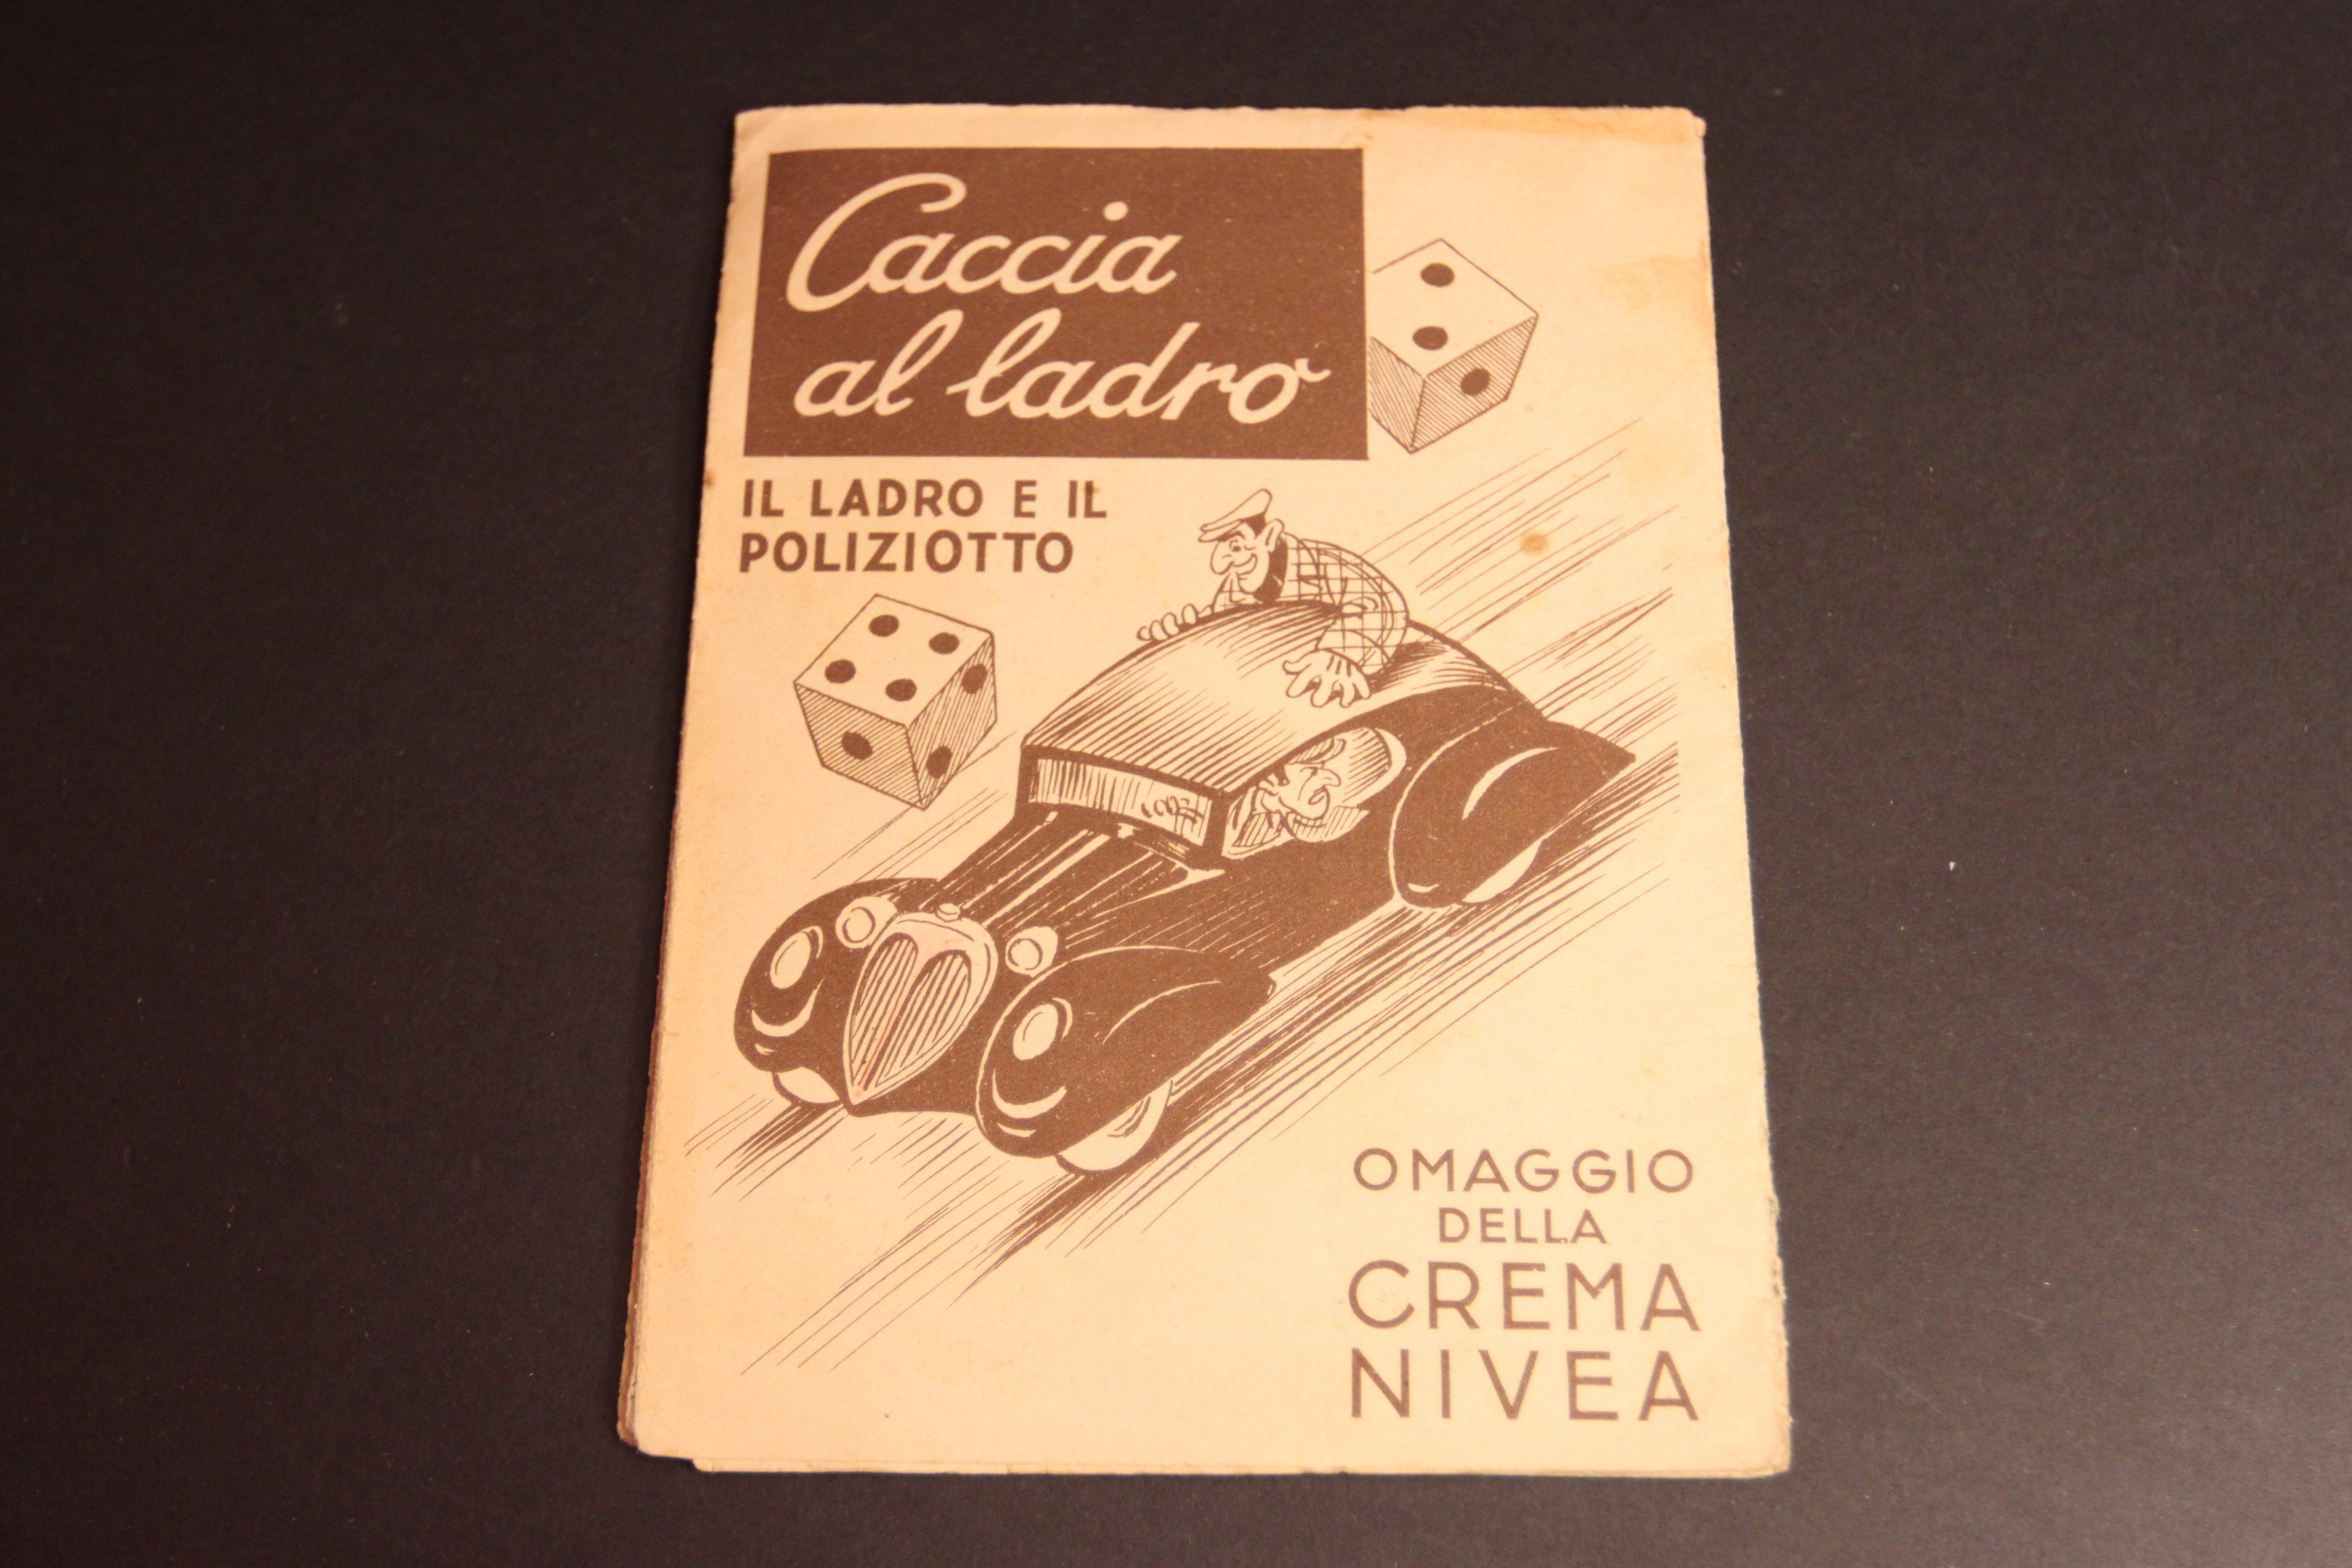 Caccia
al ladro
IL LADRO E IL
POLIZIOTTO
OMAGGIO
DELLA
CREMA
NIVEA